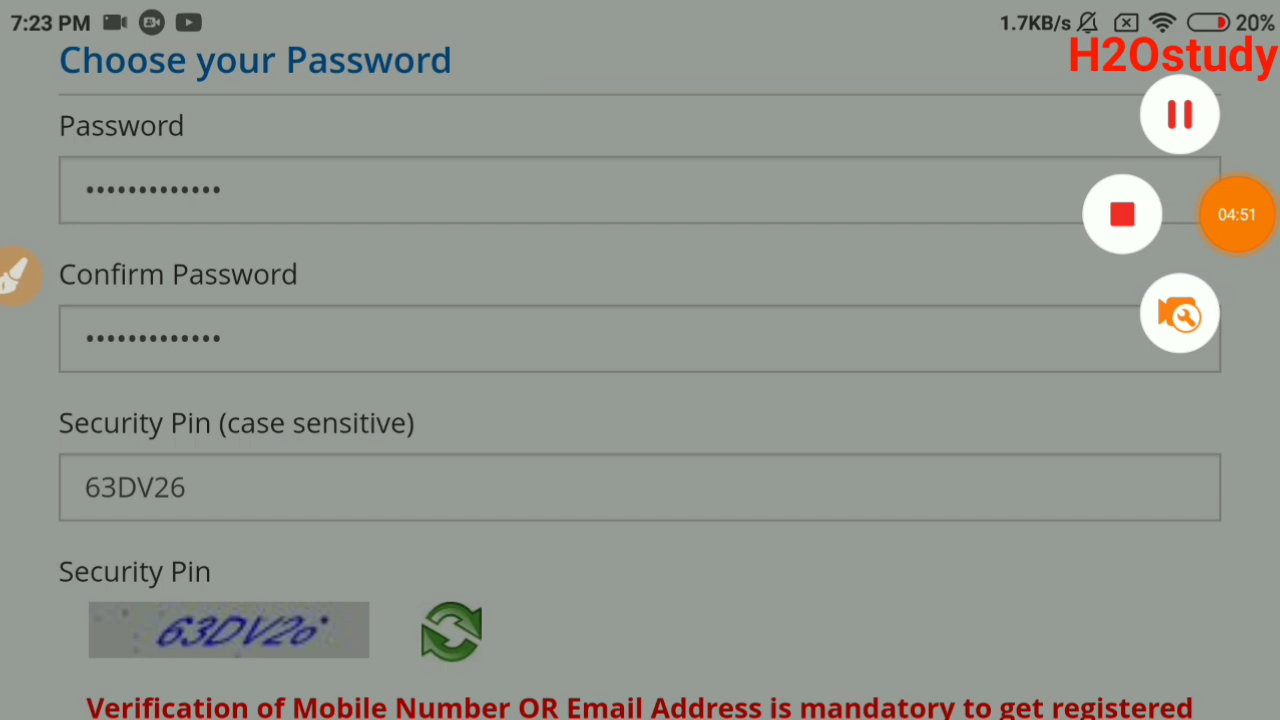 7:23 PM
1.7KB/s
20%
H2Ostudy
Choose your Password
Password
•••••••••••••
04:51
Confirm Password
•••••••••••••
Security Pin (case sensitive)
63DV26
Security Pin
63DV26
Verification of Mobile Number OR Email Address is mandatory to get registered